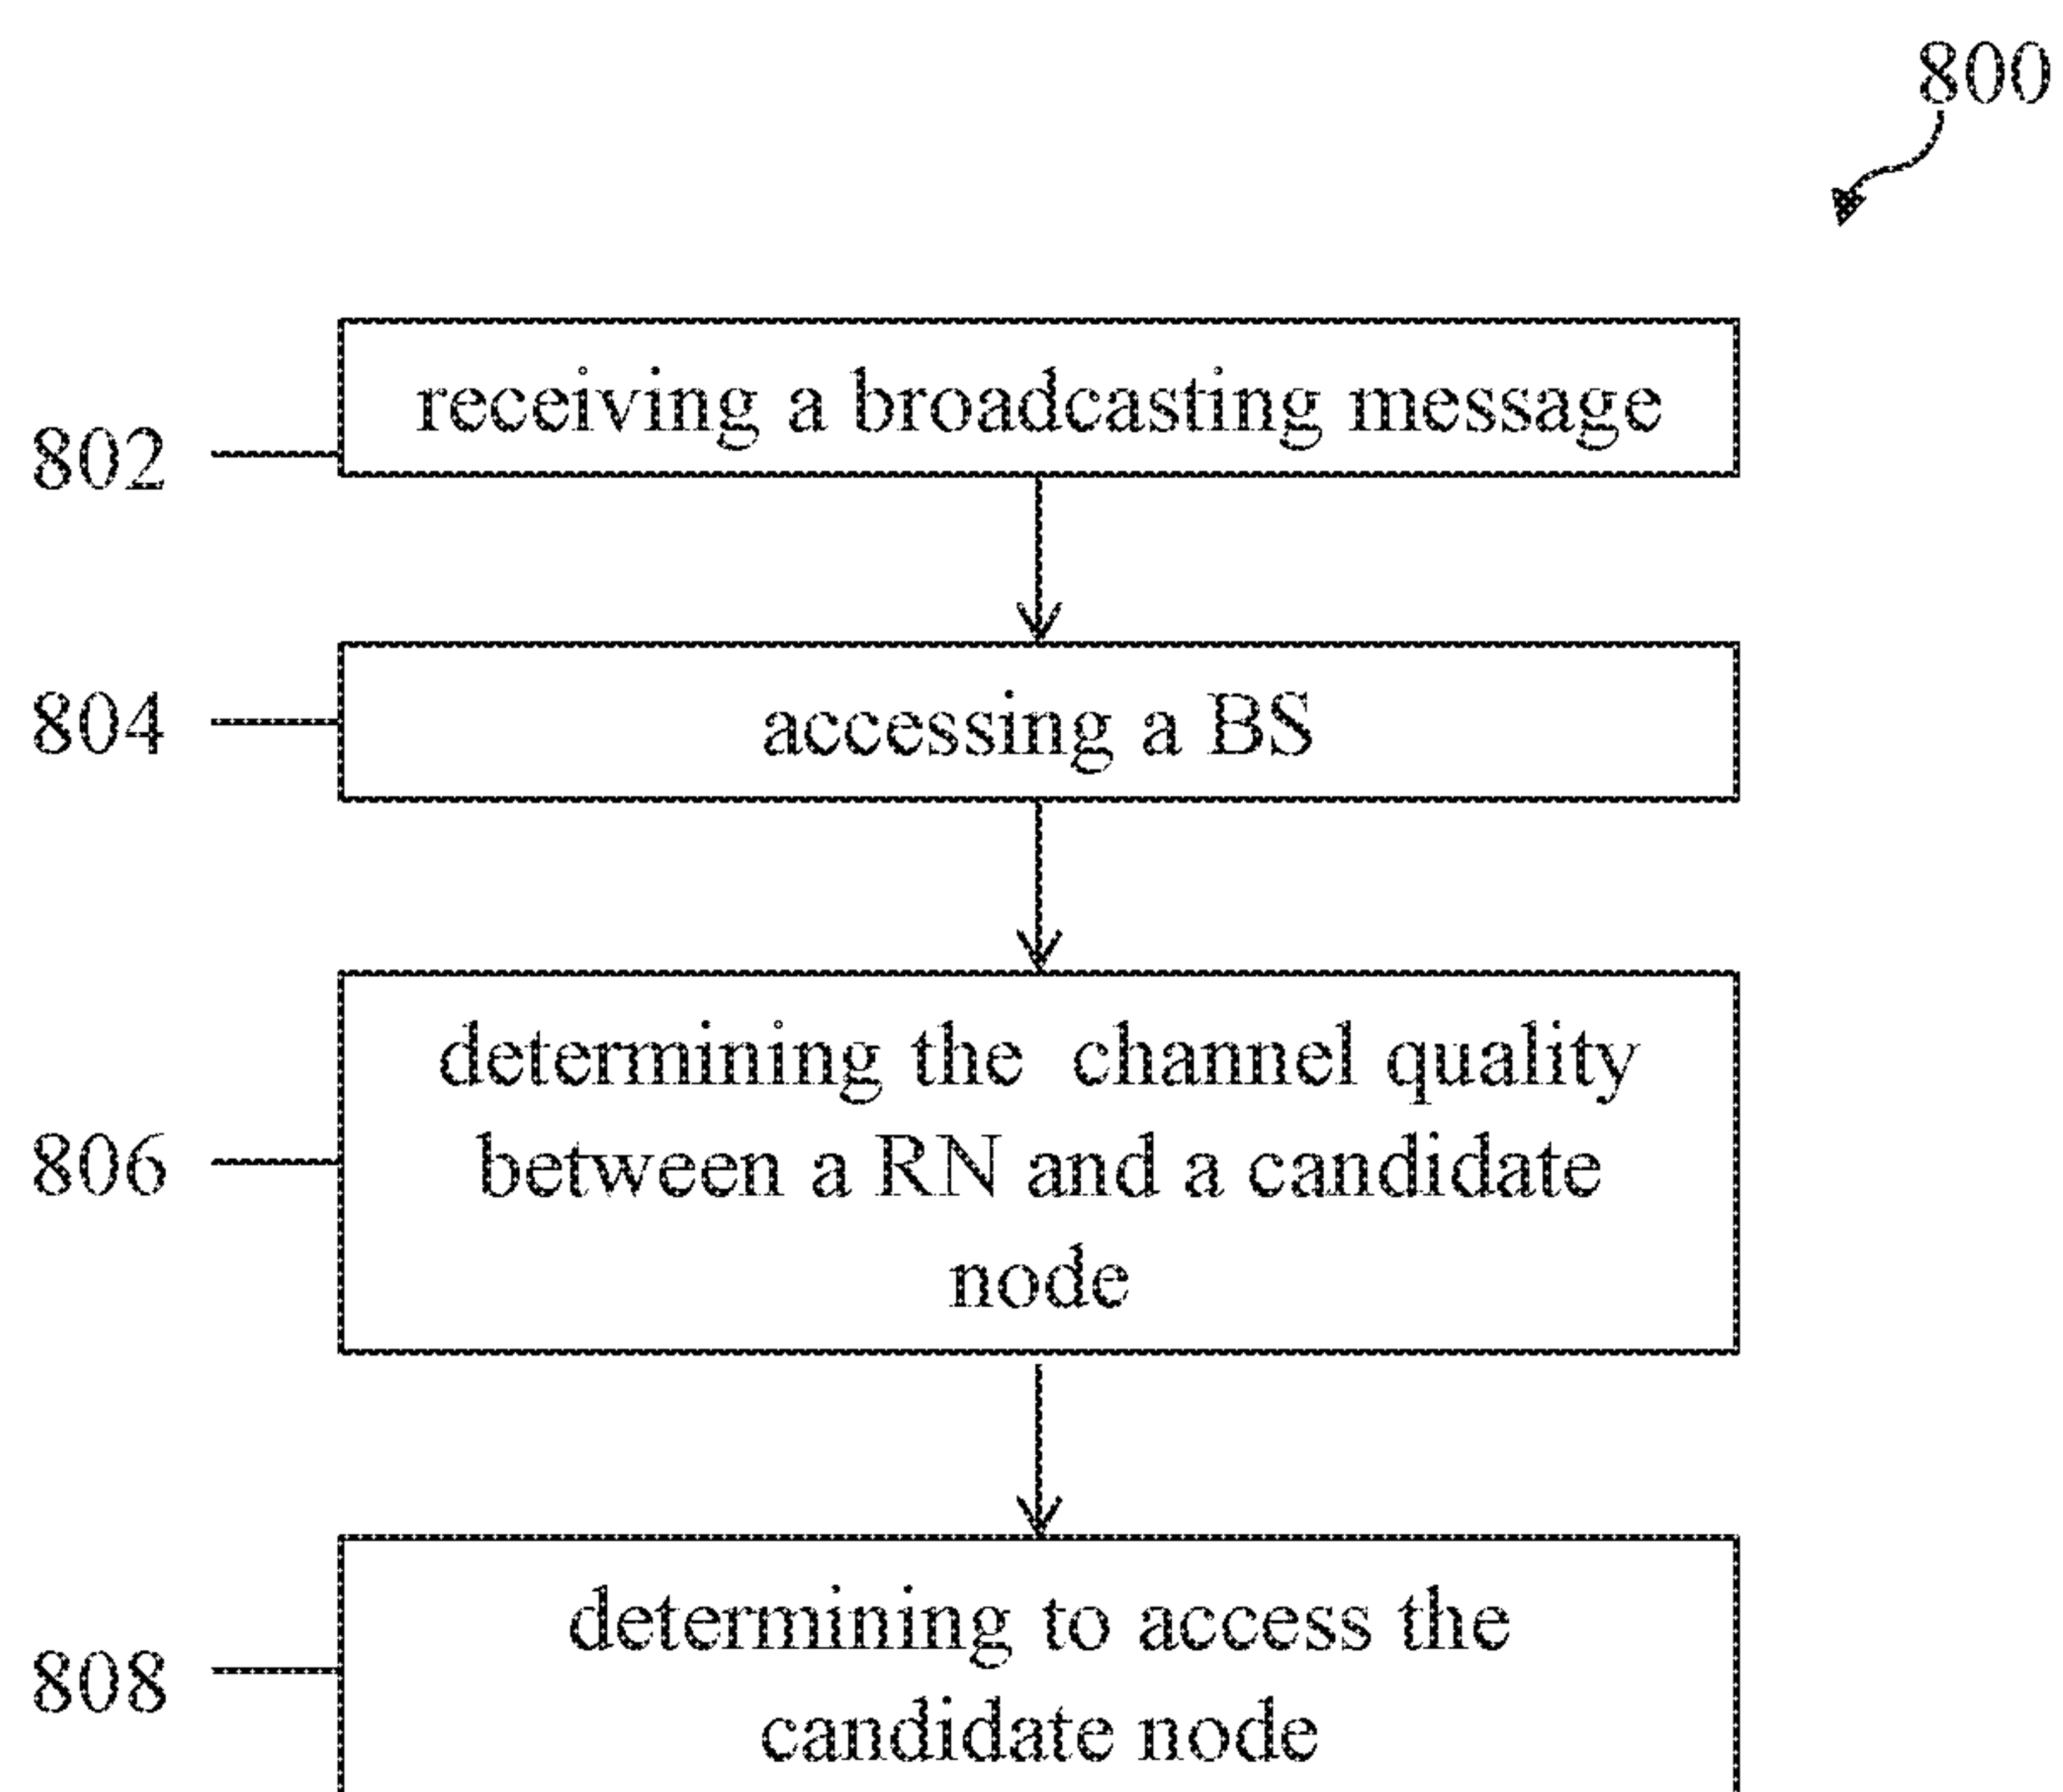 800
receiving a broadcasting message
802
804
accessing a BS
determining the channel quality
between a RN and a candidate
node
806
determining to access the
candidate node
808